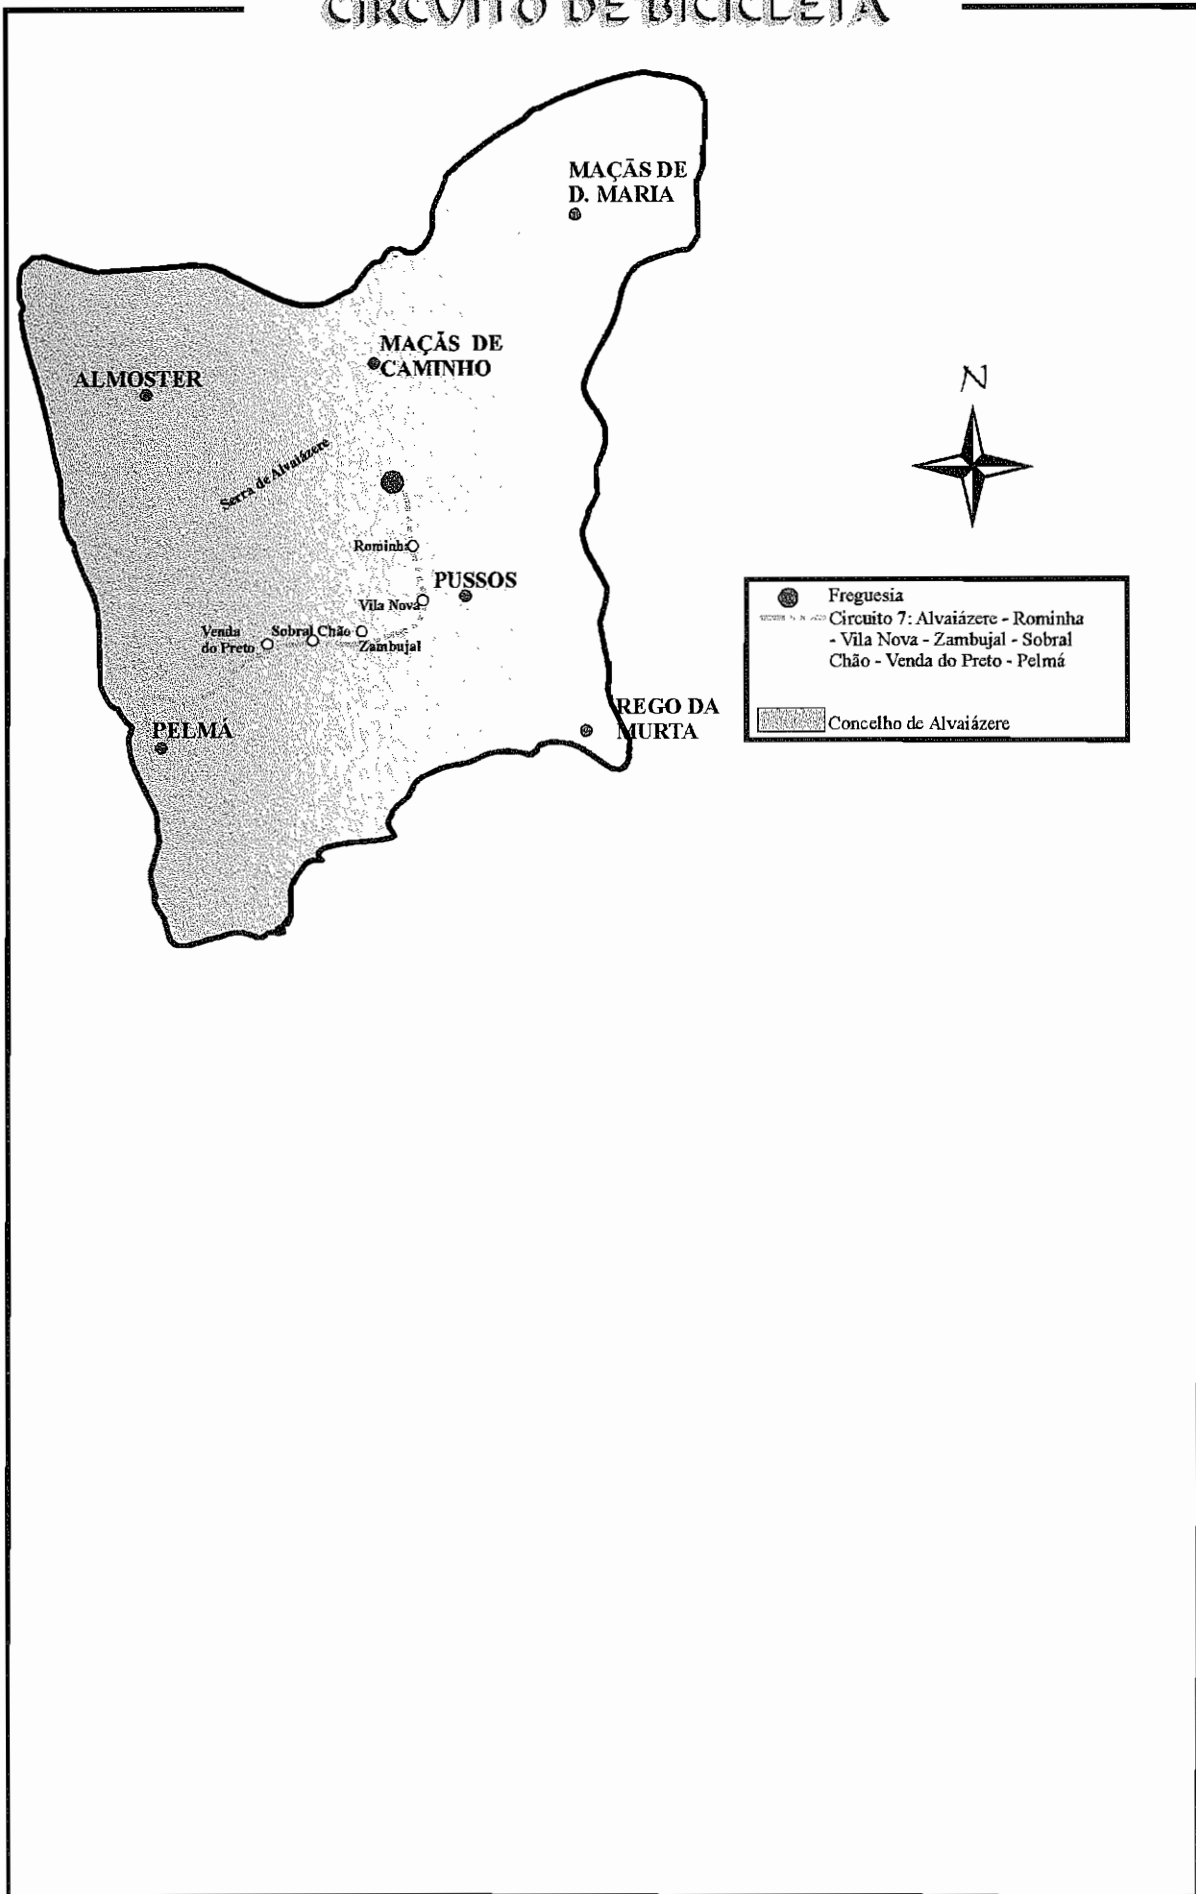 CIRCUITO DE BICICLETA
MAÇÃS DE
D. MARIA
MAÇÃS DE
CAMINHO
ALMOSTER
N
Serra de Alvaiázere
Rominha
PUSSOS
Vila Nova
Venda
do Preto
Sobral Chão
Zambujal
REGO DA
MURTA
PELMÁ
Freguesia
Circuito 7: Alvaiázere - Rominha
- Vila Nova - Zambujal - Sobral
Chão - Venda do Preto - Pelmá
Concelho de Alvaiázere